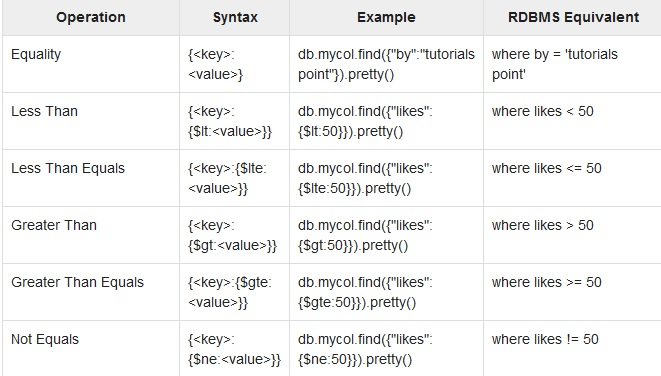 Operation Syntax Example RDBMS Equivalent
Equality {<key>: db.mycol.find({"by":"tutorials where by = 'tutorials
<value>} point"}).pretty() point'
Less Than {<key>: db.mycol.find({"likes": where likes < 50
{$lt:<value>}} {$lt:50}}).pretty()
Less Than Equals {<key>:{$lte: db.mycol.find({"likes": where likes <= 50
<value>}} {$lte:50}}).pretty()
Greater Than {<key>: db.mycol.find({"likes": where likes > 50
{$gt:<value>}} {$gt:50}}).pretty()
Greater Than Equals {<key>:{$gte: db.mycol.find({"likes": where likes >= 50
<value>}} {$gte:50}}).pretty()
Not Equals {<key>: db.mycol.find({"likes": where likes != 50
{$ne:<value>}} {$ne:50}}).pretty()